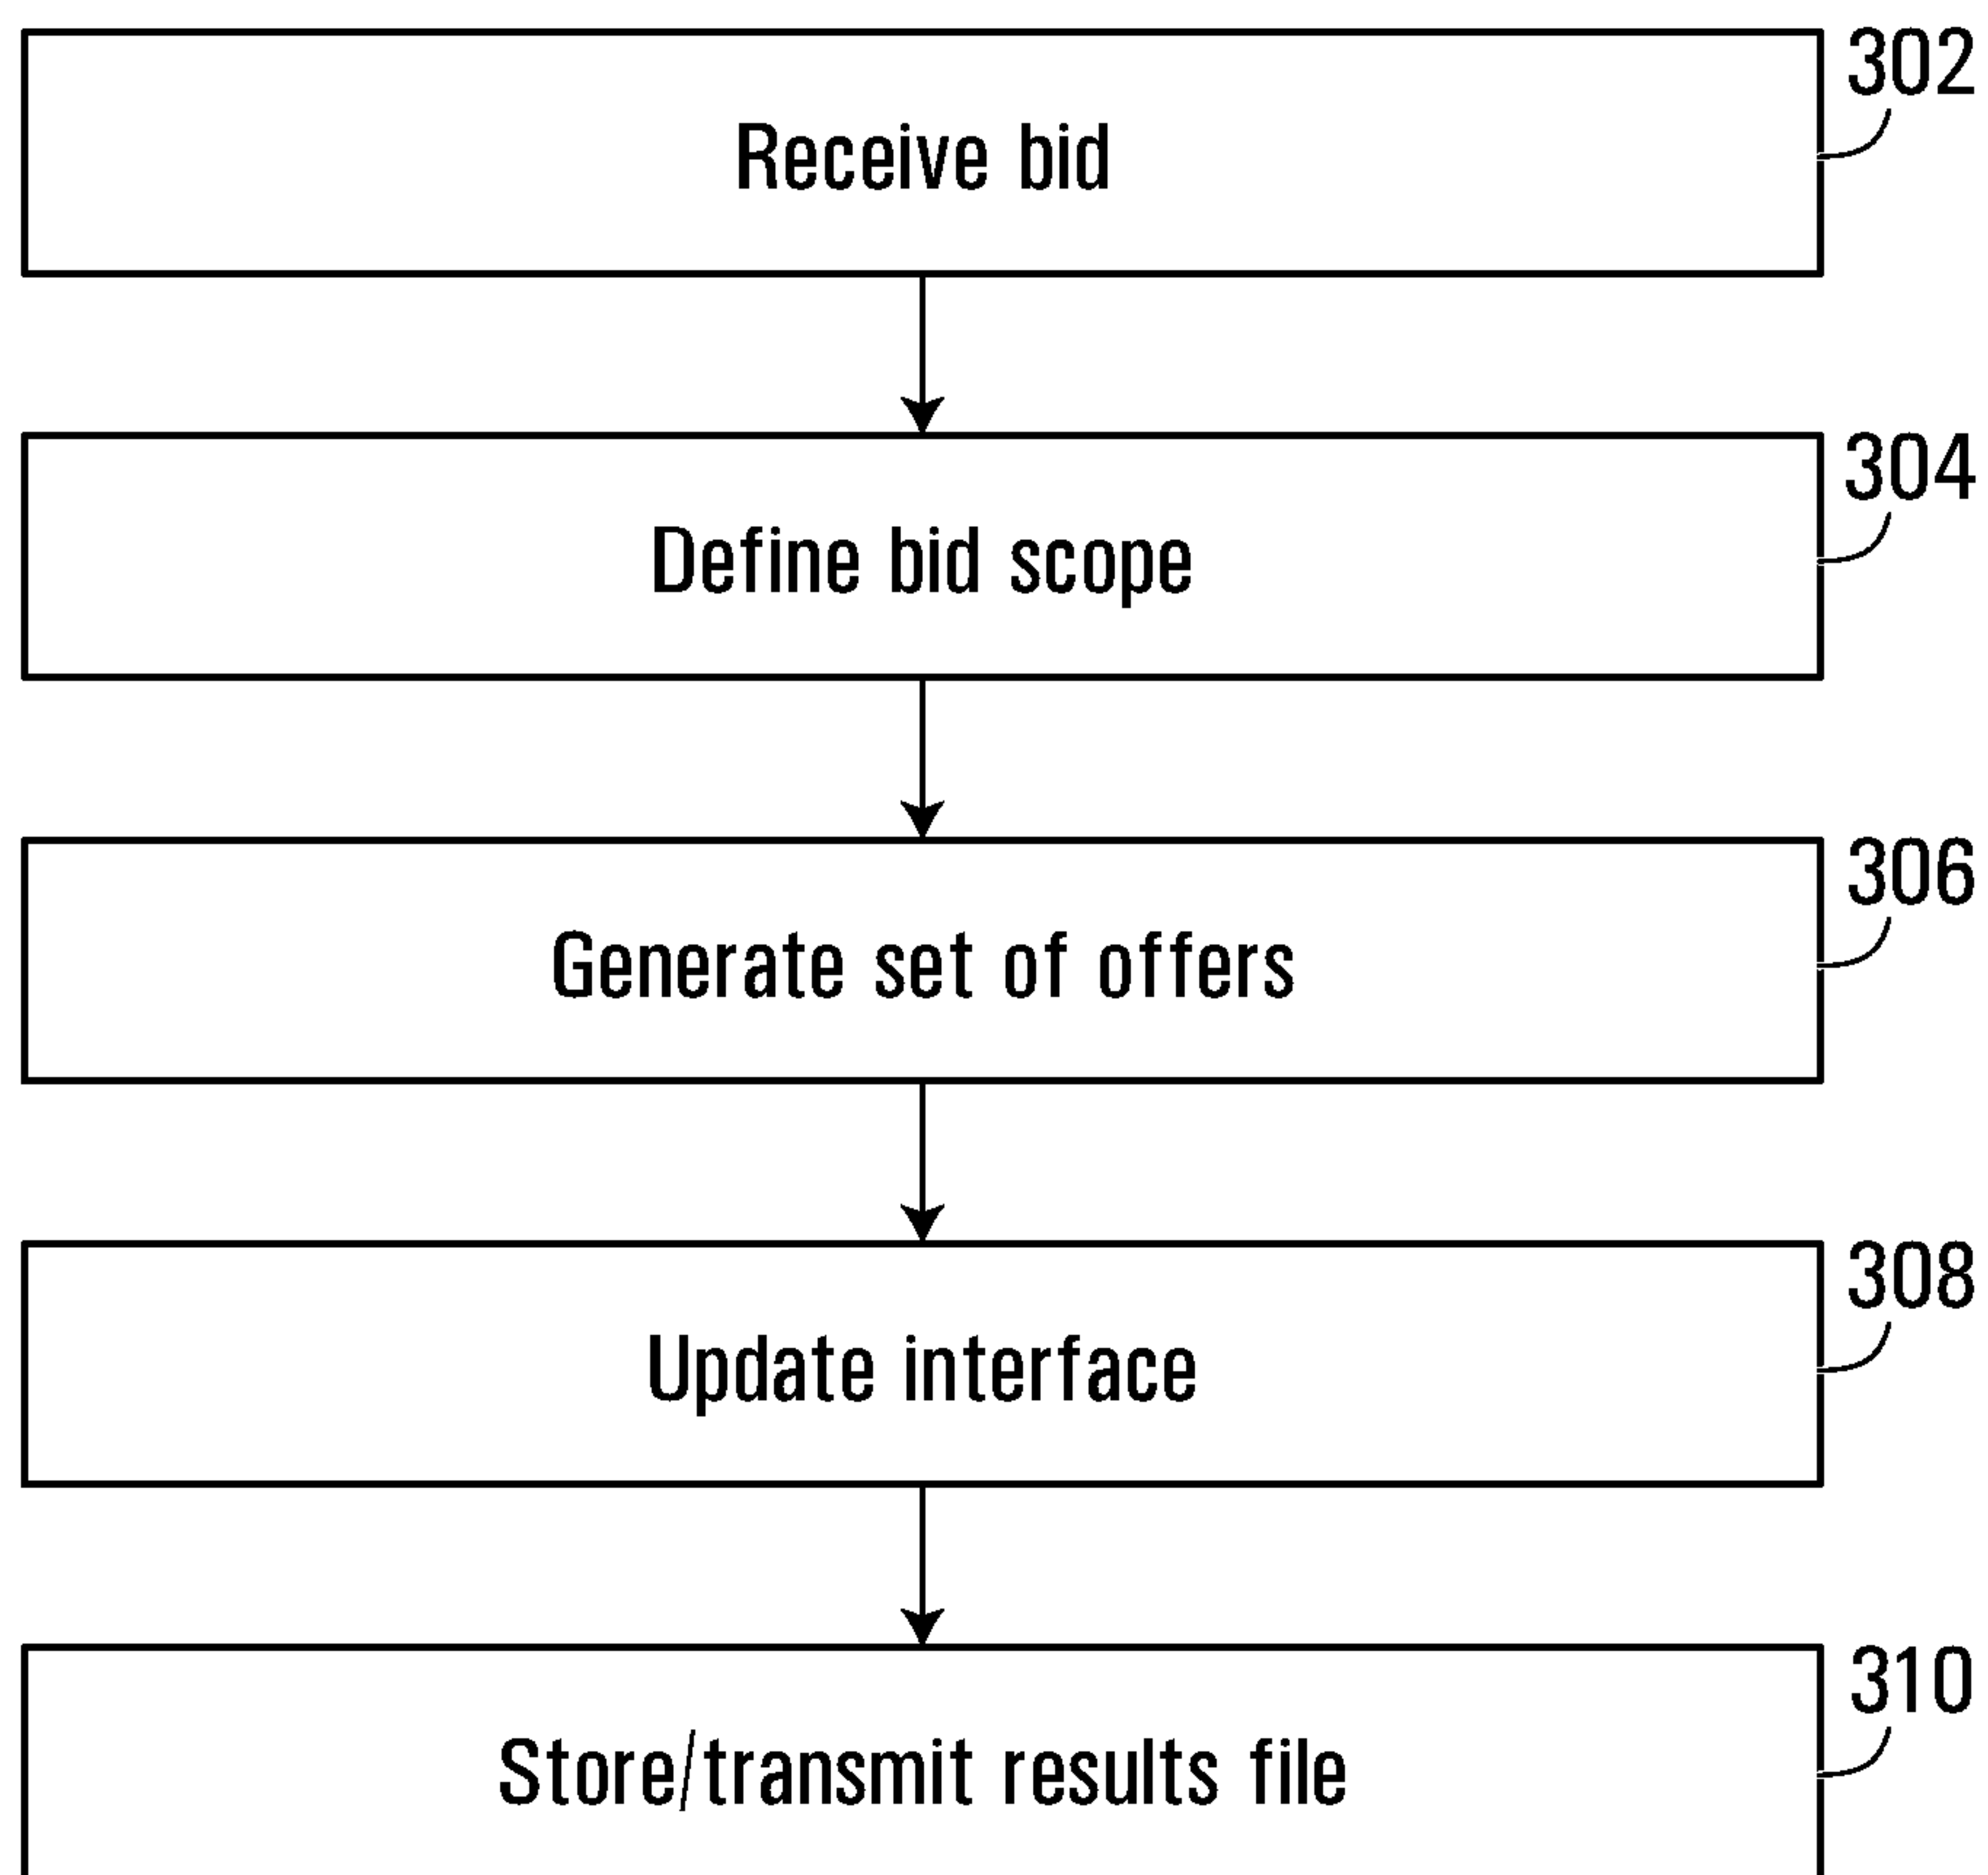 302
Receive bid
304
Define bid scope
306
Generate set of offers
308
Update interface
310
Store/transmit results file